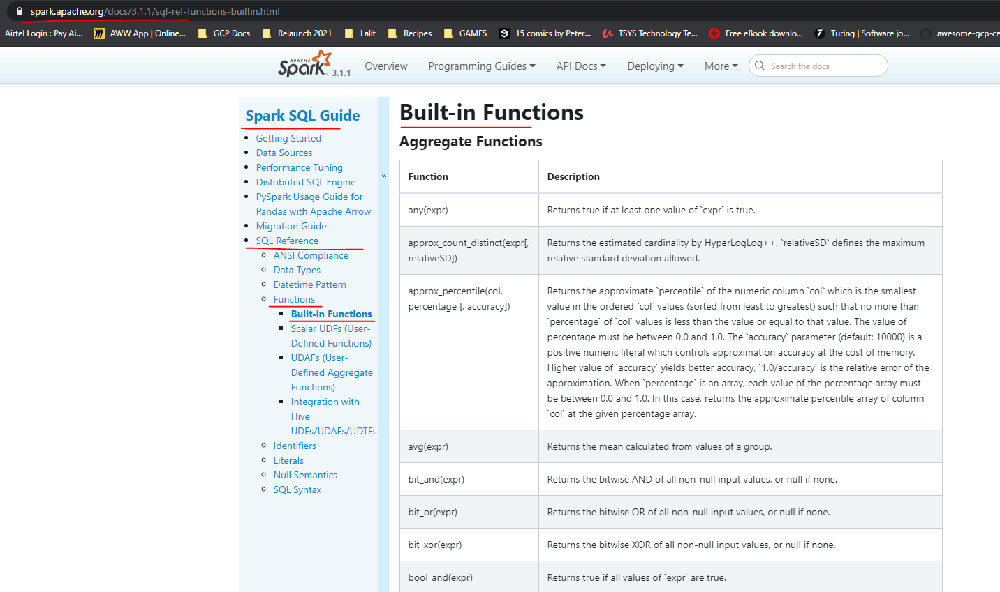 spark.apache.org/docs/3.1.1/sql-ref-functions-builtin.html
Airtel Login : Pay Ai... AWW App | Online... GCP Docs Relaunch 2021 Lalit Recipes GAMES 15 comics by Peter... TSYS Technology Te... Free eBook downlo... Turing | Software jo... awesome-gcp-ce
APACHE Spark 3.1.1 Overview Programming Guides API Docs Deploying More Search the docs
Spark SQL Guide
Getting Started
Data Sources
Performance Tuning
Distributed SQL Engine
PySpark Usage Guide for
Pandas with Apache Arrow
Migration Guide
SQL Reference
ANSI Compliance
Data Types
Datetime Pattern
Functions
Built-in Functions
Scalar UDFs (User-
Defined Functions)
UDAFs (User-
Defined Aggregate
Functions)
Integration with
Hive
UDFs/UDAFs/UDTFs
Identifiers
Literals
Null Semantics
SQL Syntax
«
Built-in Functions
Aggregate Functions
Function Description
any(expr) Returns true if at least one value of `expr` is true.
approx_count_distinct(expr[, Returns the estimated cardinality by HyperLogLog++. `relativeSD` defines the maximum
relativeSD]) relative standard deviation allowed.
approx_percentile(col, Returns the approximate `percentile` of the numeric column `col` which is the smallest
percentage [, accuracy]) value in the ordered `col` values (sorted from least to greatest) such that no more than
`percentage` of `col` values is less than the value or equal to that value. The value of
percentage must be between 0.0 and 1.0. The `accuracy` parameter (default: 10000) is a
positive numeric literal which controls approximation accuracy at the cost of memory.
Higher value of `accuracy` yields better accuracy, `1.0/accuracy` is the relative error of the
approximation. When `percentage` is an array, each value of the percentage array must
be between 0.0 and 1.0. In this case, returns the approximate percentile array of column
`col` at the given percentage array.
avg(expr) Returns the mean calculated from values of a group.
bit_and(expr) Returns the bitwise AND of all non-null input values, or null if none.
bit_or(expr) Returns the bitwise OR of all non-null input values, or null if none.
bit_xor(expr) Returns the bitwise XOR of all non-null input values, or null if none.
bool_and(expr) Returns true if all values of `expr` are true.